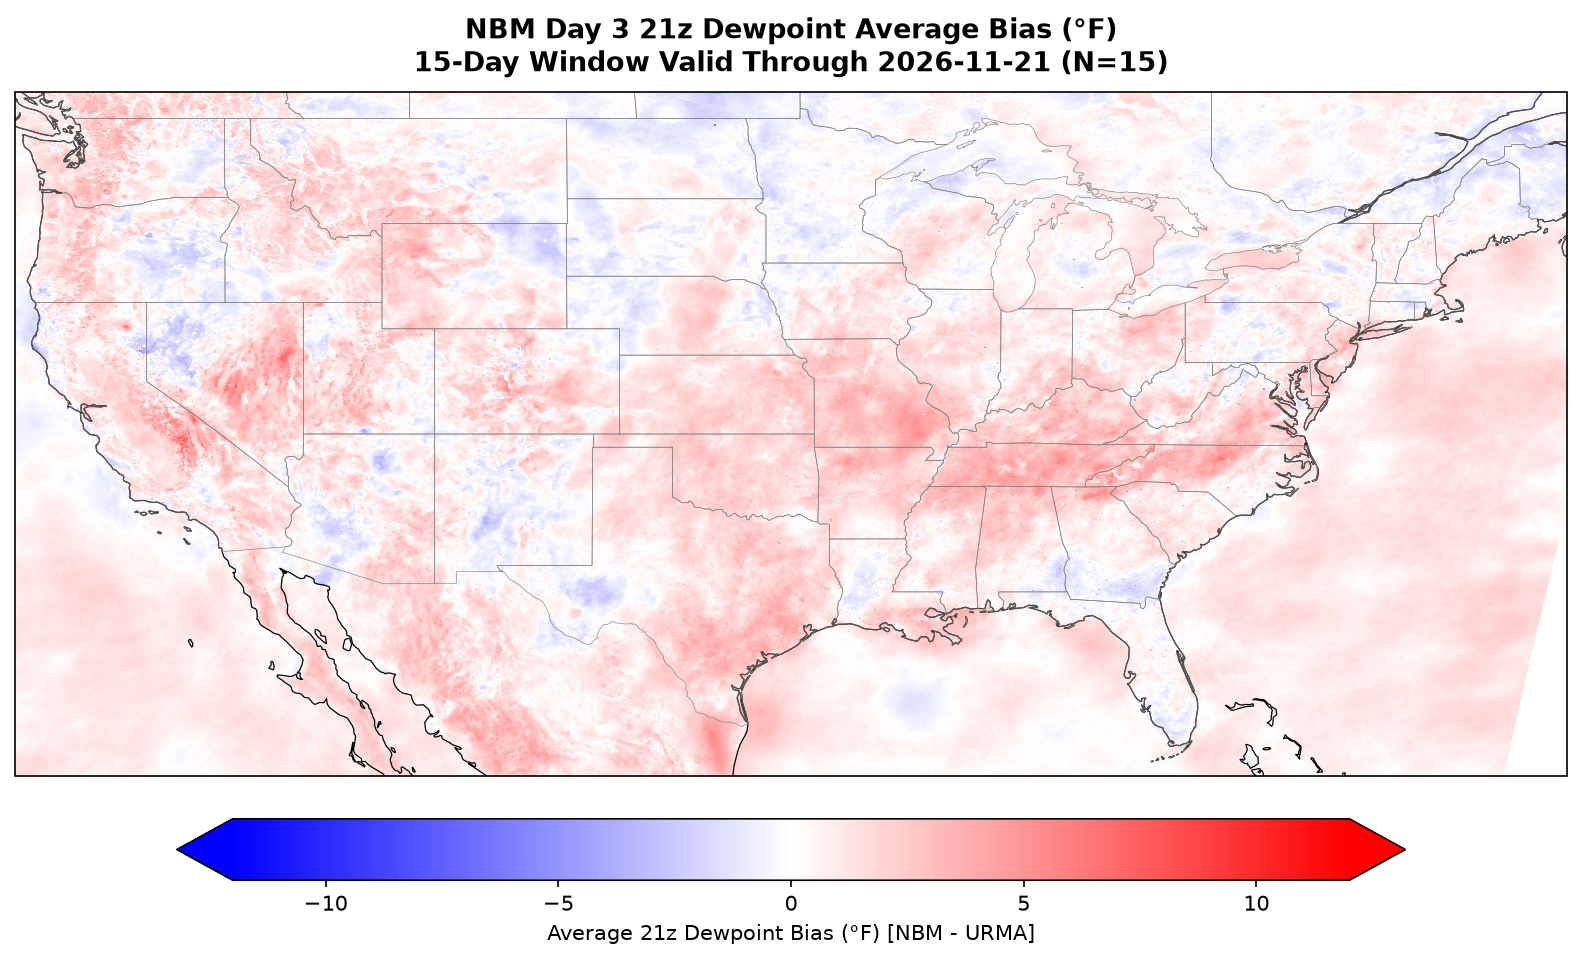 NBM Day 3 21z Dewpoint Average Bias (°F)
15-Day Window Valid Through 2026-11-21 (N=15)
−10 −5 0 5 10
Average 21z Dewpoint Bias (°F) [NBM - URMA]